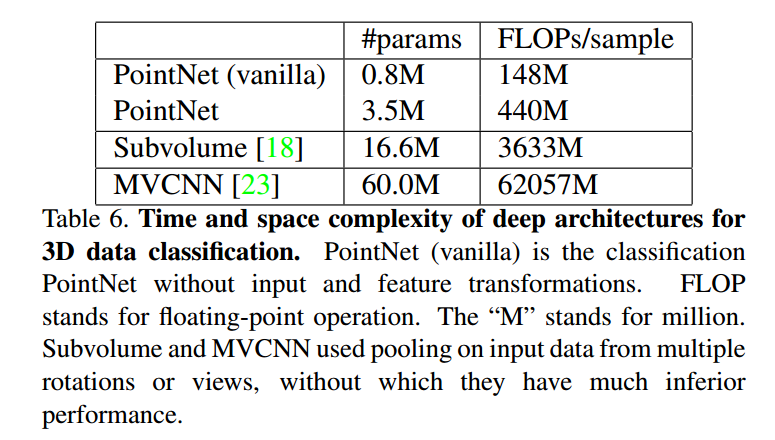 #params FLOPs/sample
PointNet (vanilla) 0.8M 148M
PointNet 3.5M 440M
Subvolume [18] 16.6M 3633M
MVCNN [23] 60.0M 62057M
Table 6. Time and space complexity of deep architectures for
3D data classification. PointNet (vanilla) is the classification
PointNet without input and feature transformations. FLOP
stands for floating-point operation. The “M” stands for million.
Subvolume and MVCNN used pooling on input data from multiple
rotations or views, without which they have much inferior
performance.